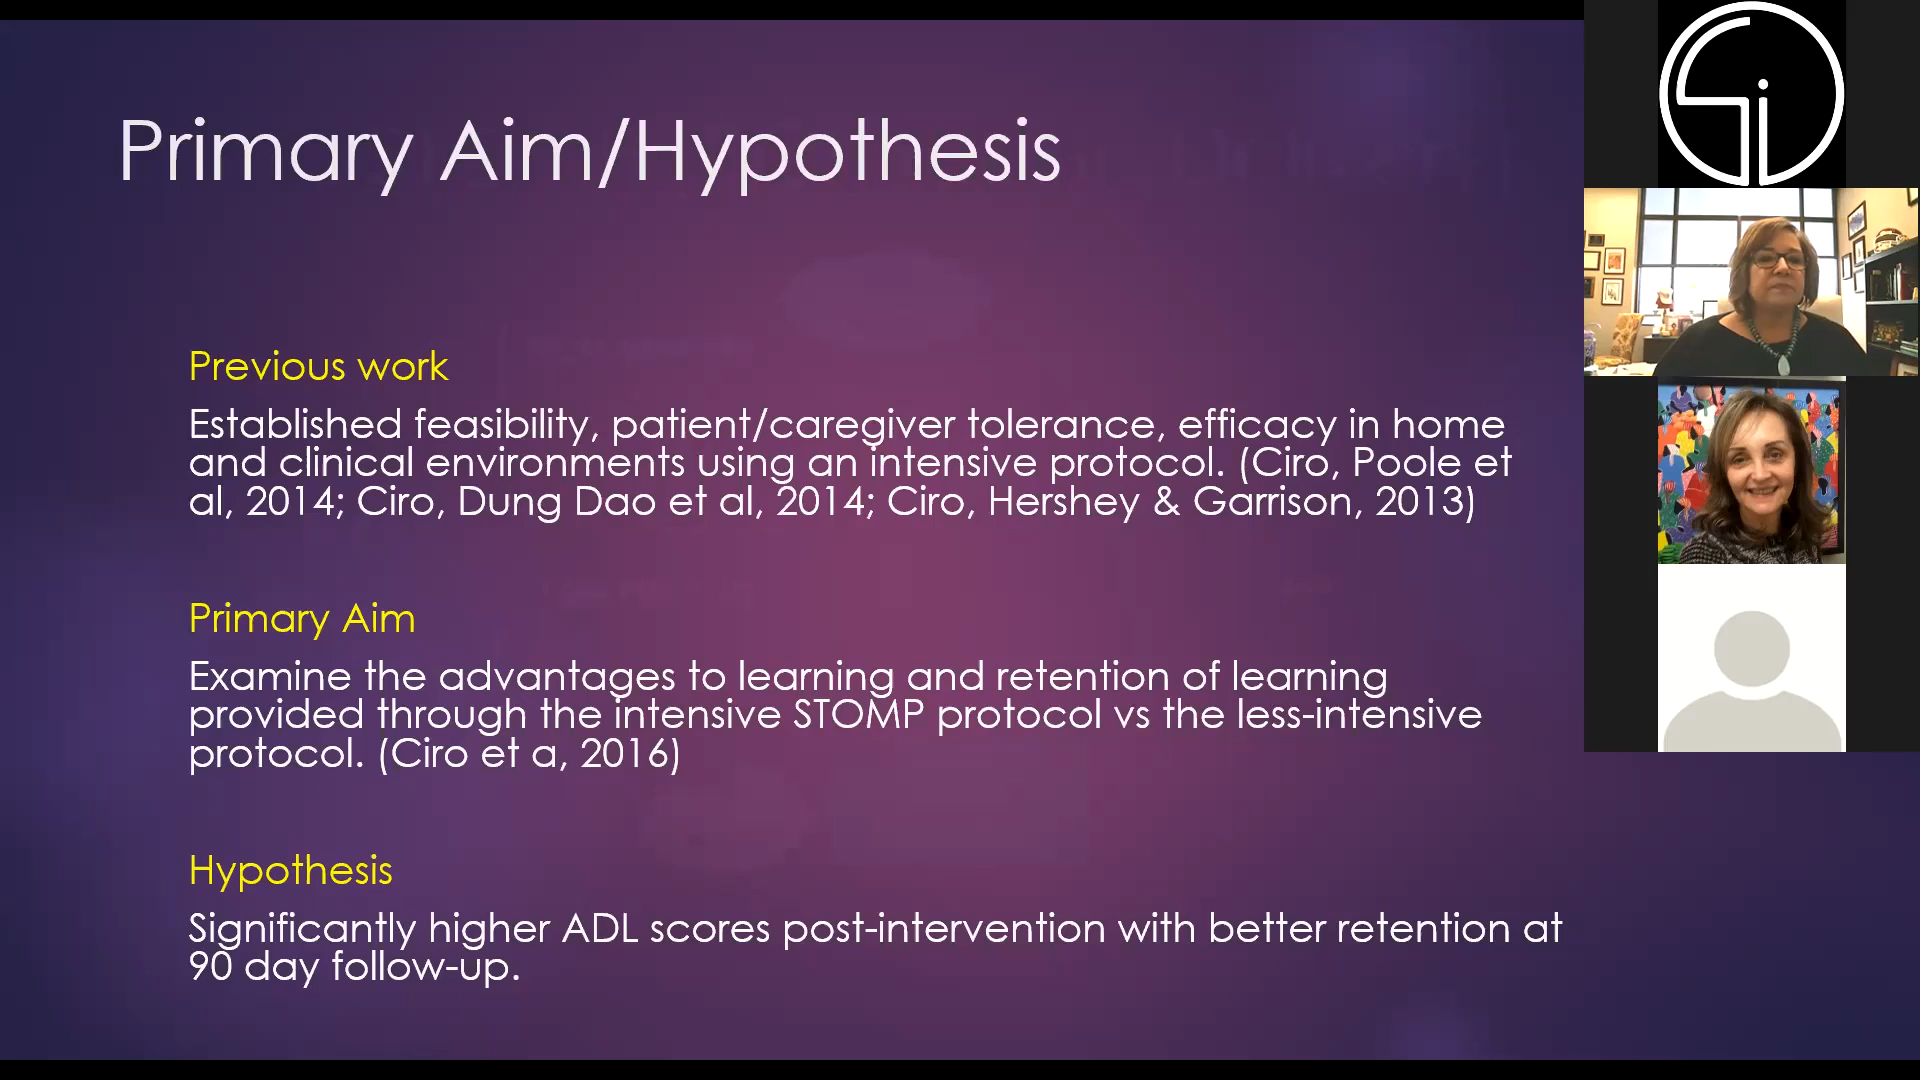 Primary Aim/Hypothesis
Previous work
Established feasibility, patient/caregiver tolerance, efficacy in home
and clinical environments using an intensive protocol. (Ciro, Poole et
al, 2014; Ciro, Dung Dao et al, 2014; Ciro, Hershey & Garrison, 2013)
Primary Aim
Examine the advantages to learning and retention of learning
provided through the intensive STOMP protocol vs the less-intensive
protocol. (Ciro et a, 2016)
Hypothesis
Significantly higher ADL scores post-intervention with better retention at
90 day follow-up.